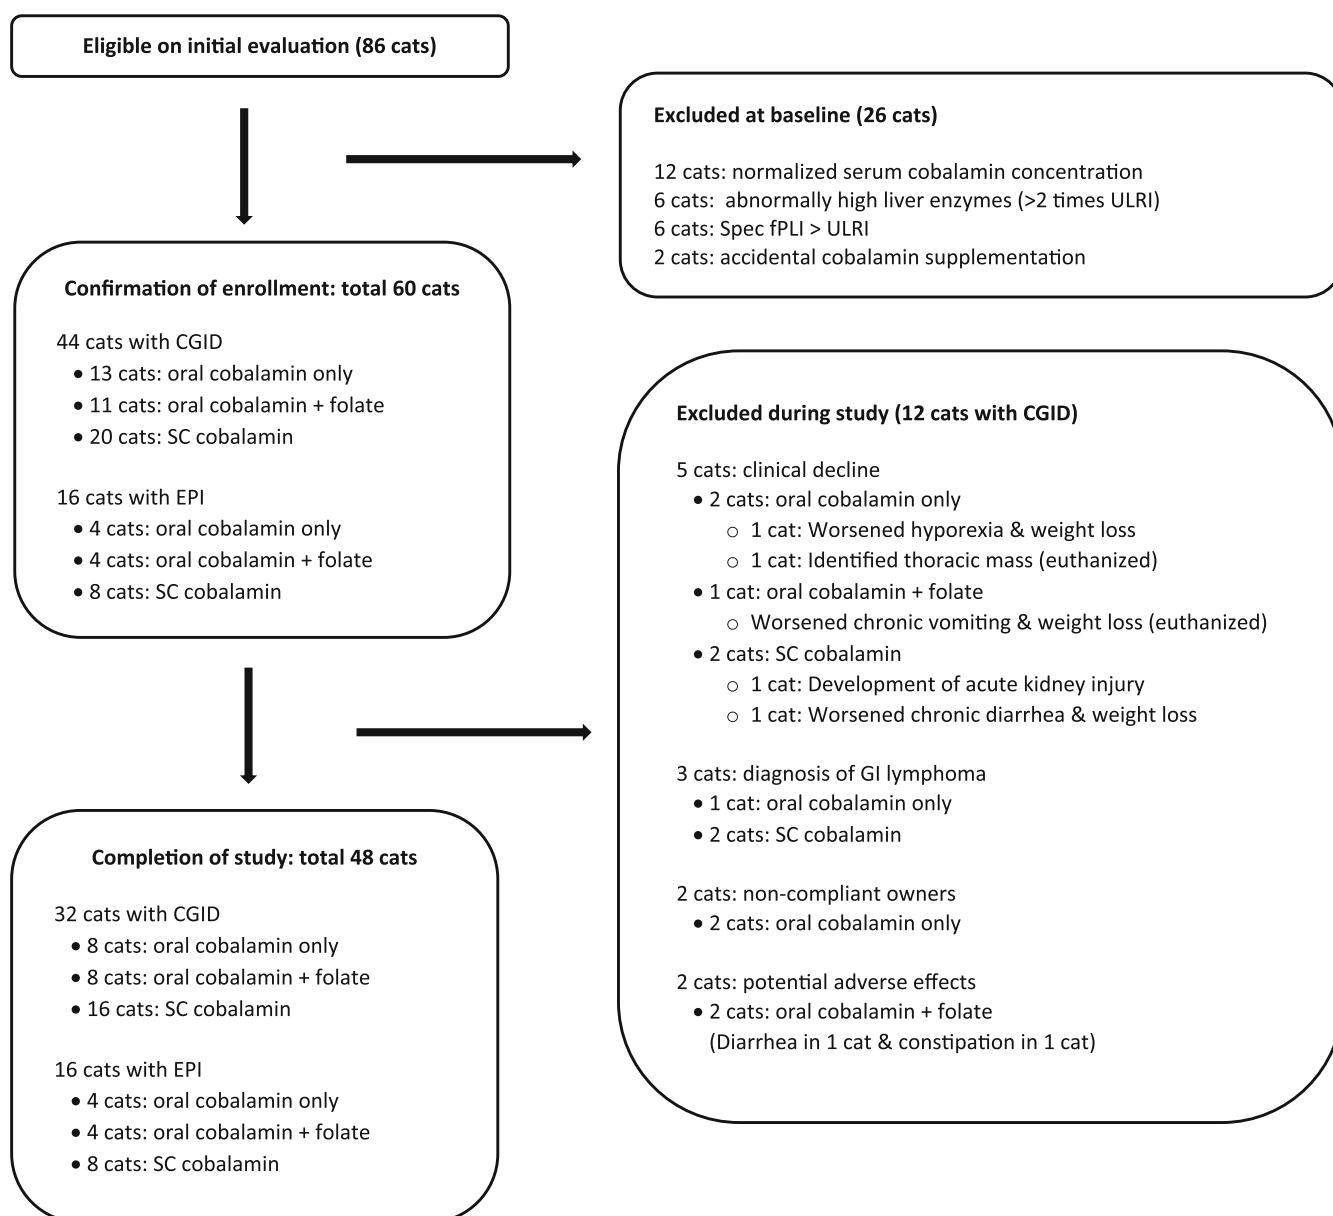 Eligible on initial evaluation (86 cats)
Excluded at baseline (26 cats)
12 cats: normalized serum cobalamin concentration
6 cats:  abnormally high liver enzymes (>2 times ULRI)
6 cats: Spec fPLI > ULRI
2 cats: accidental cobalamin supplementation
Confirmation of enrollment: total 60 cats
44 cats with CGID
• 13 cats: oral cobalamin only
• 11 cats: oral cobalamin + folate
• 20 cats: SC cobalamin
16 cats with EPI
• 4 cats: oral cobalamin only
• 4 cats: oral cobalamin + folate
• 8 cats: SC cobalamin
Excluded during study (12 cats with CGID)
5 cats: clinical decline
• 2 cats: oral cobalamin only
○ 1 cat: Worsened hyporexia & weight loss
○ 1 cat: Identified thoracic mass (euthanized)
• 1 cat: oral cobalamin + folate
○ Worsened chronic vomiting & weight loss (euthanized)
• 2 cats: SC cobalamin
○ 1 cat: Development of acute kidney injury
○ 1 cat: Worsened chronic diarrhea & weight loss
3 cats: diagnosis of GI lymphoma
• 1 cat: oral cobalamin only
• 2 cats: SC cobalamin
2 cats: non-compliant owners
• 2 cats: oral cobalamin only
2 cats: potential adverse effects
• 2 cats: oral cobalamin + folate
(Diarrhea in 1 cat & constipation in 1 cat)
Completion of study: total 48 cats
32 cats with CGID
• 8 cats: oral cobalamin only
• 8 cats: oral cobalamin + folate
• 16 cats: SC cobalamin
16 cats with EPI
• 4 cats: oral cobalamin only
• 4 cats: oral cobalamin + folate
• 8 cats: SC cobalamin